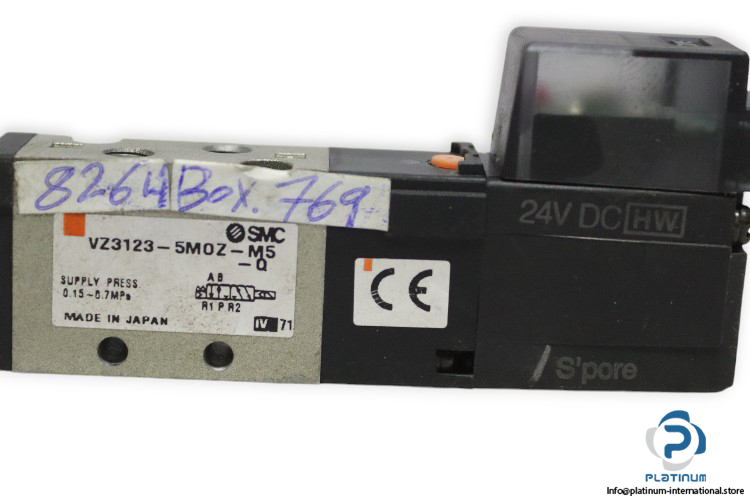 8264 Box. 769
SMC
VZ3123-5MOZ-M5
-Q
SUPPLY PRESS.
0.15~0.7MPa
A B
R1 P R2
MADE IN JAPAN
IV 71
CE
24V DC HW
S'pore
PLATINUM
Info@platinum-international.store